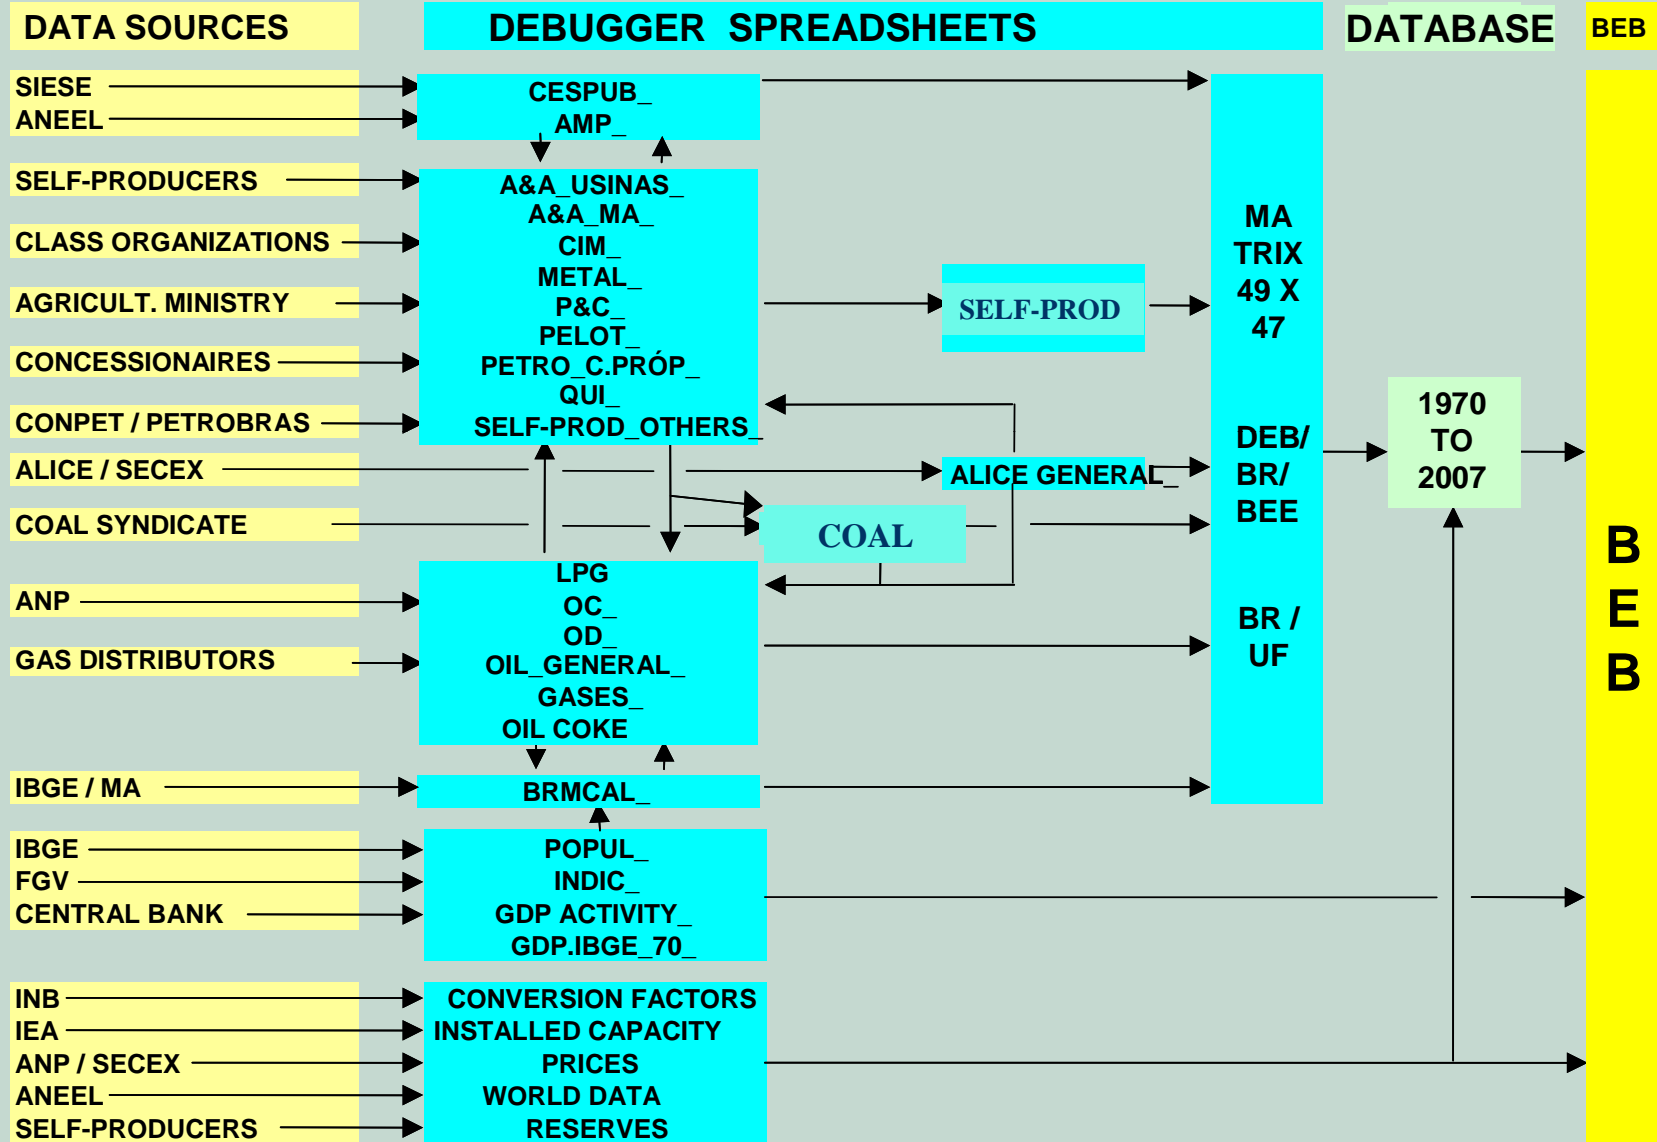 DATA SOURCES
DEBUGGER SPREADSHEETS
DATABASE
BEB
SIESE
ANEEL
SELF-PRODUCERS
CLASS ORGANIZATIONS
AGRICULT. MINISTRY
CONCESSIONAIRES
CONPET / PETROBRAS
ALICE / SECEX
COAL SYNDICATE
ANP
GAS DISTRIBUTORS
IBGE / MA
IBGE
FGV
CENTRAL BANK
INB
IEA
ANP / SECEX
ANEEL
SELF-PRODUCERS
CESPUB_
AMP_
A&A_USINAS_
A&A_MA_
CIM_
METAL_
P&C_
PELOT_
PETRO_C.PRÓP_
QUI_
SELF-PROD_OTHERS_
LPG
OC_
OD_
OIL_GENERAL_
GASES_
OIL COKE
BRMCAL_
POPUL_
INDIC_
GDP ACTIVITY_
GDP.IBGE_70_
CONVERSION FACTORS
INSTALLED CAPACITY
PRICES
WORLD DATA
RESERVES
SELF-PROD
ALICE GENERAL_
COAL
MA
TRIX
49 X
47
DEB/
BR/
BEE
BR /
UF
1970
TO
2007
B
E
B